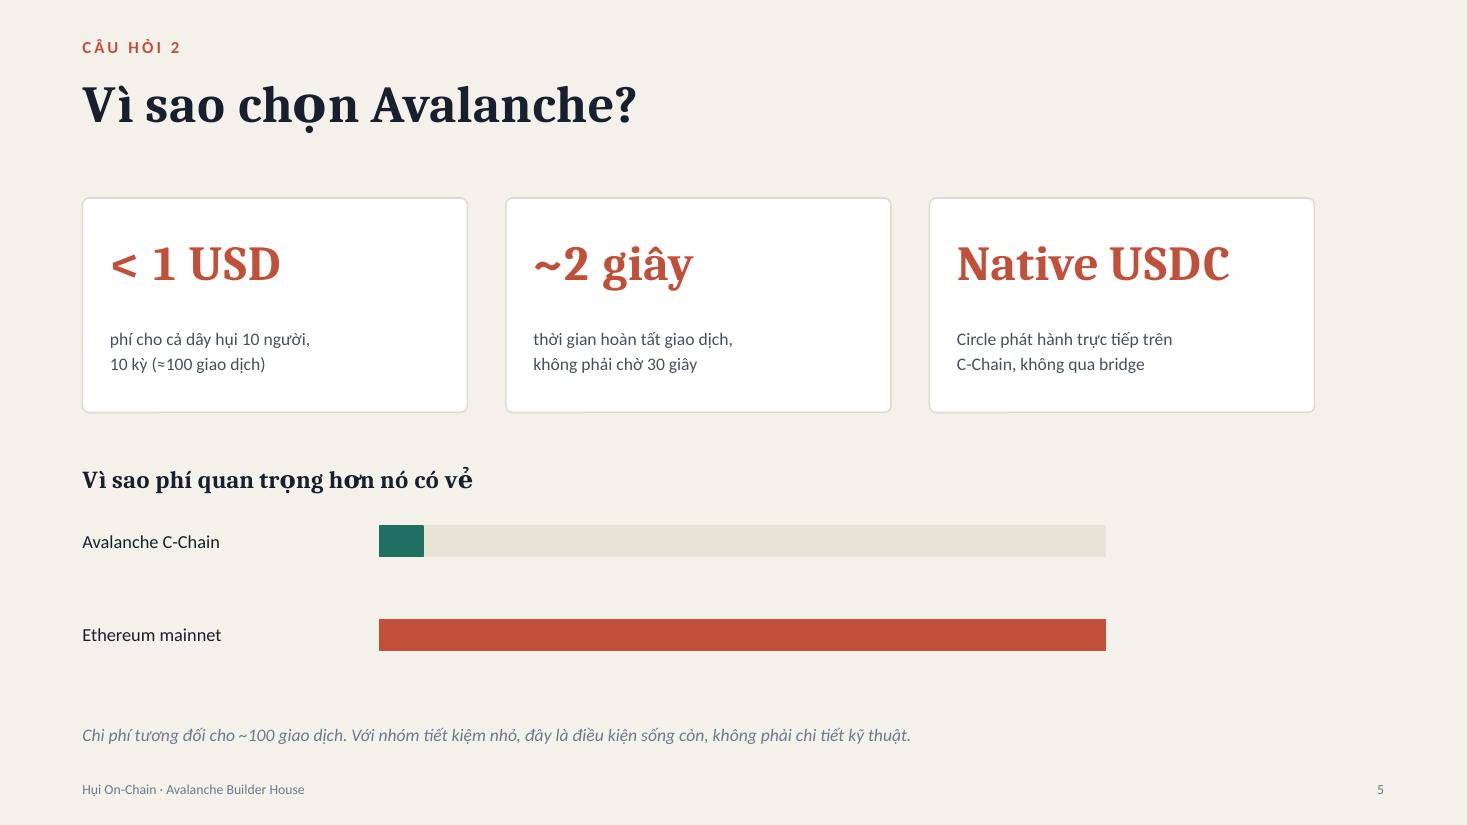 CÂU HỎI 2
Vì sao chọn Avalanche?
< 1 USD
phí cho cả dây hụi 10 người,
10 kỳ (≈100 giao dịch)
~2 giây
thời gian hoàn tất giao dịch,
không phải chờ 30 giây
Native USDC
Circle phát hành trực tiếp trên
C-Chain, không qua bridge
Vì sao phí quan trọng hơn nó có vẻ
Avalanche C-Chain
Ethereum mainnet
Chi phí tương đối cho ~100 giao dịch. Với nhóm tiết kiệm nhỏ, đây là điều kiện sống còn, không phải chi tiết kỹ thuật.
Hụi On-Chain · Avalanche Builder House
5